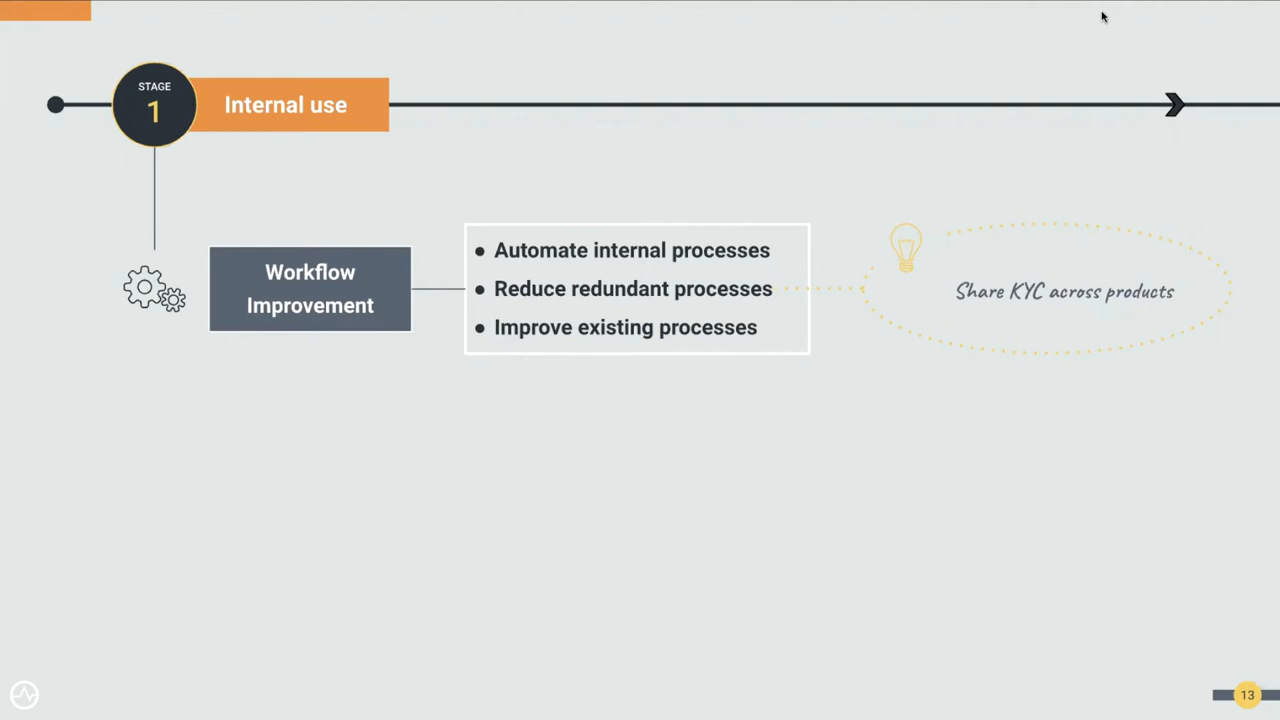 STAGE
1
Internal use
Workflow
Improvement
● Automate internal processes
● Reduce redundant processes
● Improve existing processes
Share KYC across products
13